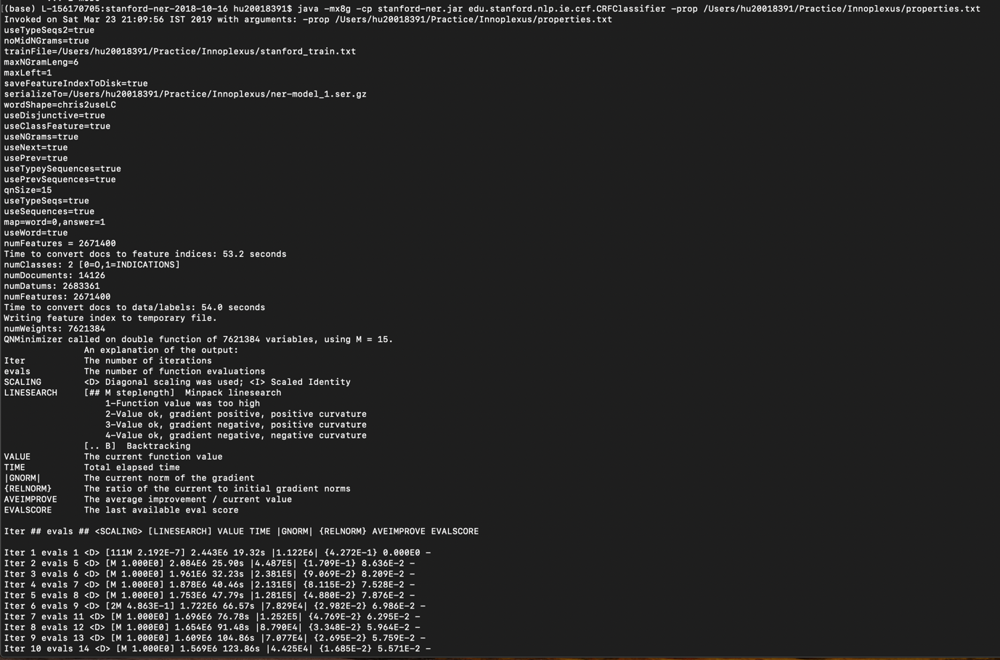 (base) L-156170705:stanford-ner-2018-10-16 hu20018391$ java -mx8g -cp stanford-ner.jar edu.stanford.nlp.ie.crf.CRFClassifier -prop /Users/hu20018391/Practice/Innoplexus/properties.txt
Invoked on Sat Mar 23 21:09:56 IST 2019 with arguments: -prop /Users/hu20018391/Practice/Innoplexus/properties.txt
useTypeSeqs2=true
noMidNGrams=true
trainFile=/Users/hu20018391/Practice/Innoplexus/stanford_train.txt
maxNGramLeng=6
maxLeft=1
saveFeatureIndexToDisk=true
serializeTo=/Users/hu20018391/Practice/Innoplexus/ner-model_1.ser.gz
wordShape=chris2useLC
useDisjunctive=true
useClassFeature=true
useNGrams=true
useNext=true
usePrev=true
useTypeySequences=true
usePrevSequences=true
qnSize=15
useTypeSeqs=true
useSequences=true
map=word=0,answer=1
useWord=true
numFeatures = 2671400
Time to convert docs to feature indices: 53.2 seconds
numClasses: 2 [0=O,1=INDICATIONS]
numDocuments: 14126
numDatums: 2683361
numFeatures: 2671400
Time to convert docs to data/labels: 54.0 seconds
Writing feature index to temporary file.
numWeights: 7621384
QNMinimizer called on double function of 7621384 variables, using M = 15.
An explanation of the output:
Iter The number of iterations
evals The number of function evaluations
SCALING <D> Diagonal scaling was used; <I> Scaled Identity
LINESEARCH [## M steplength] Minpack linesearch
1-Function value was too high
2-Value ok, gradient positive, positive curvature
3-Value ok, gradient negative, positive curvature
4-Value ok, gradient negative, negative curvature
[.. B] Backtracking
VALUE The current function value
TIME Total elapsed time
|GNORM| The current norm of the gradient
{RELNORM} The ratio of the current to initial gradient norms
AVEIMPROVE The average improvement / current value
EVALSCORE The last available eval score
Iter ## evals ## <SCALING> [LINESEARCH] VALUE TIME |GNORM| {RELNORM} AVEIMPROVE EVALSCORE
Iter 1 evals 1 <D> [111M 2.192E-7] 2.443E6 19.32s |1.122E6| {4.272E-1} 0.000E0 -
Iter 2 evals 5 <D> [M 1.000E0] 2.084E6 25.90s |4.487E5| {1.709E-1} 8.636E-2 -
Iter 3 evals 6 <D> [M 1.000E0] 1.961E6 32.23s |2.381E5| {9.069E-2} 8.209E-2 -
Iter 4 evals 7 <D> [M 1.000E0] 1.878E6 40.46s |2.131E5| {8.115E-2} 7.528E-2 -
Iter 5 evals 8 <D> [M 1.000E0] 1.753E6 47.79s |1.281E5| {4.880E-2} 7.876E-2 -
Iter 6 evals 9 <D> [2M 4.863E-1] 1.722E6 66.57s |7.829E4| {2.982E-2} 6.986E-2 -
Iter 7 evals 11 <D> [M 1.000E0] 1.696E6 76.78s |1.252E5| {4.769E-2} 6.295E-2 -
Iter 8 evals 12 <D> [M 1.000E0] 1.654E6 91.48s |8.790E4| {3.348E-2} 5.964E-2 -
Iter 9 evals 13 <D> [M 1.000E0] 1.609E6 104.86s |7.077E4| {2.695E-2} 5.759E-2 -
Iter 10 evals 14 <D> [M 1.000E0] 1.569E6 123.86s |4.425E4| {1.685E-2} 5.571E-2 -